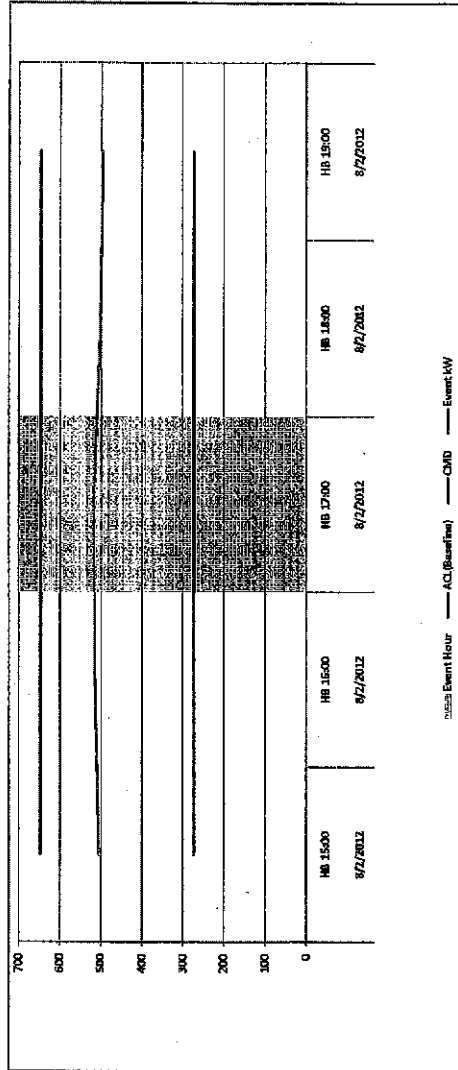 700
600
500
400
300
200
100
0
HB 15:00 HB 16:00 HB 17:00 HB 18:00 HB 19:00
8/2/2012 8/2/2012 8/2/2012 8/2/2012 8/2/2012
Event Hour ACL (Baseline) CMD Event kW